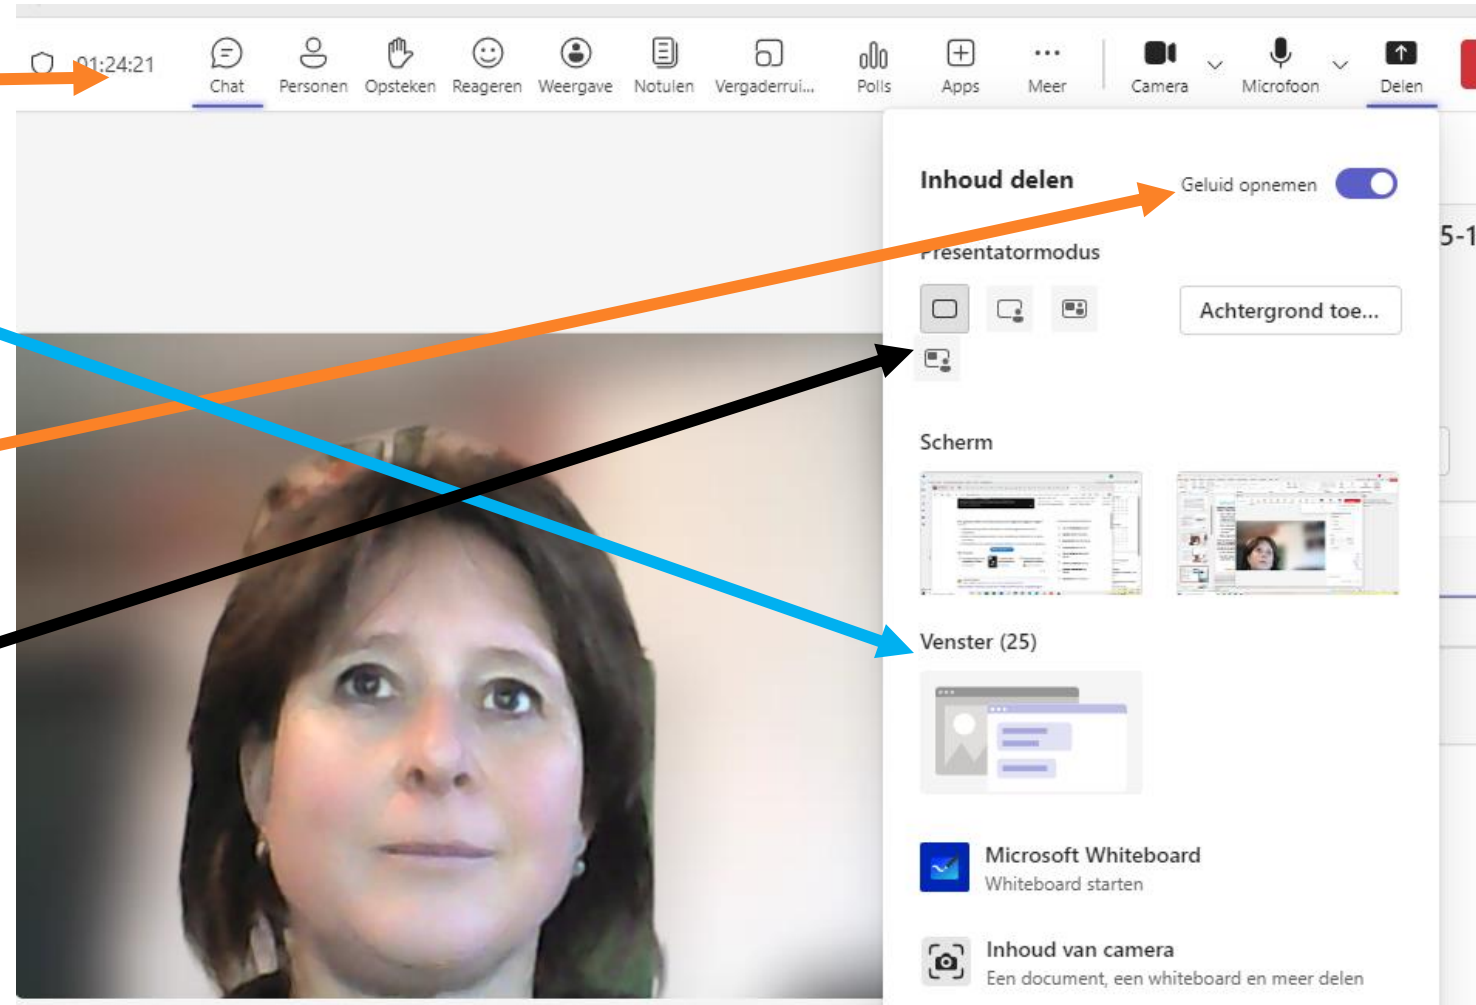 01:24:21
Chat
Personen
Opsteken
Reageren
Weergave
Notulen
Vergaderrui...
Polls
Apps
Meer
Camera
Microfoon
Delen
Inhoud delen
Geluid opnemen
5-1
Presentatormodus
Achtergrond toe...
Scherm
Venster (25)
Microsoft Whiteboard
Whiteboard starten
Inhoud van camera
Een document, een whiteboard en meer delen